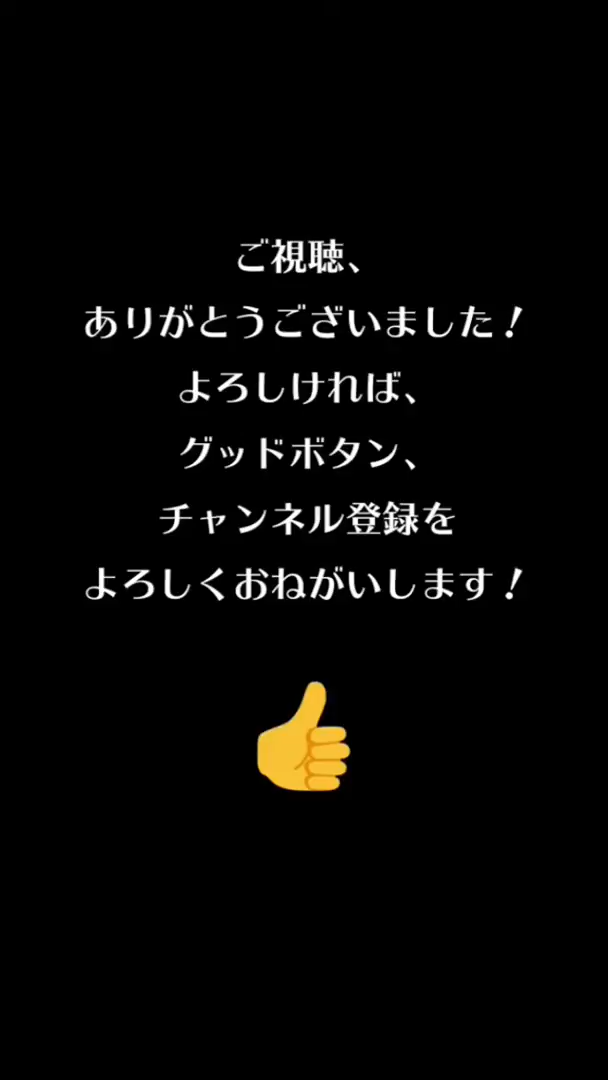 ご視聴、
ありがとうございました！
よろしければ、
グッドボタン、
チャンネル登録を
よろしくおねがいします！